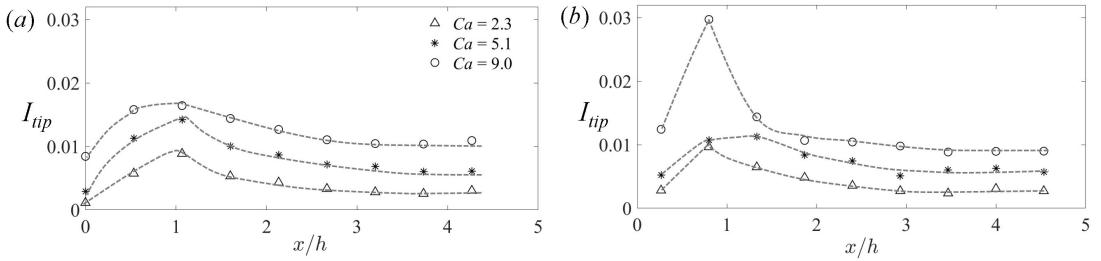 (a)
0.03
0.02
0.01
0
I_tip
0 1 2 3 4 5
x/h
△ Ca = 2.3
* Ca = 5.1
○ Ca = 9.0
(b)
0.03
0.02
0.01
0
I_tip
0 1 2 3 4 5
x/h